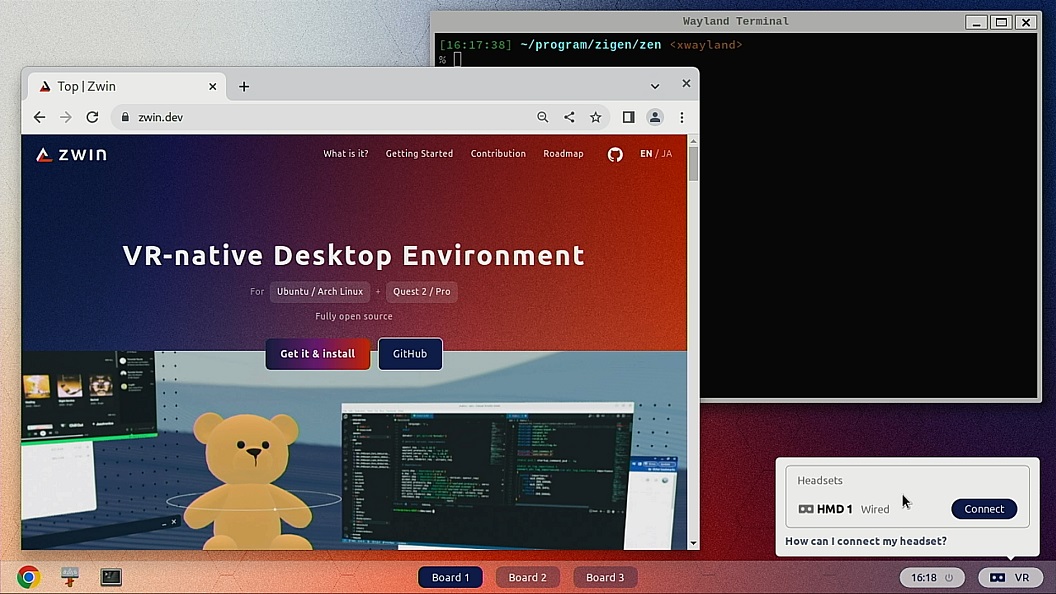 Wayland Terminal
[16:17:38] ~/program/zigen/zen <xwayland>
%
Top | Zwin
zwin.dev
ZWIN
What is it? Getting Started Contribution Roadmap EN / JA
VR-native Desktop Environment
For Ubuntu / Arch Linux + Quest 2 / Pro
Fully open source
Get it & install GitHub
Headsets
HMD 1 Wired Connect
How can I connect my headset?
Board 1 Board 2 Board 3 16:18 VR